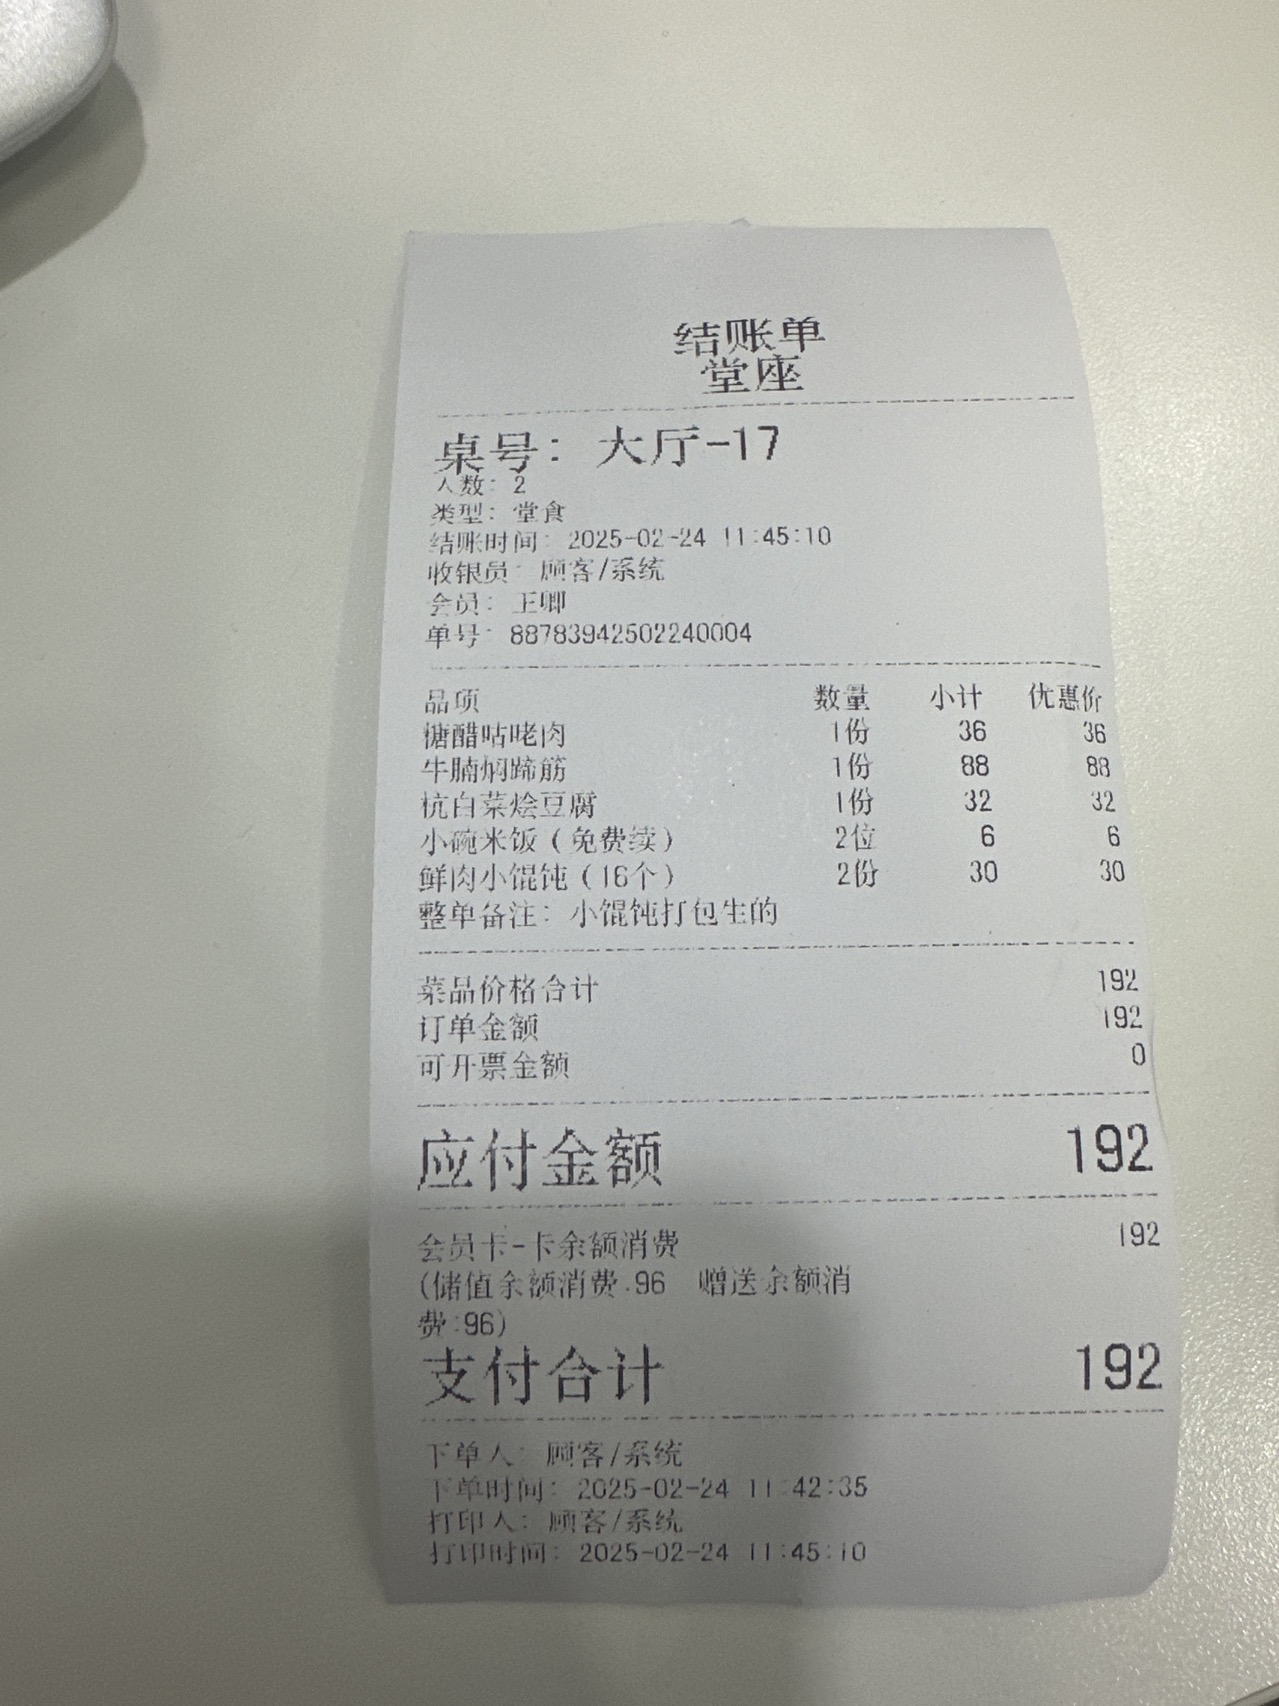 结账单
堂座
桌号: 大厅-17
人数: 2
类型: 堂食
结账时间: 2025-02-24 11:45:10
收银员: 顾客/系统
会员: 王卿
单号: 88783942502240004
品项 数量 小计 优惠价
糖醋咕咾肉 1份 36 36
牛腩焖蹄筋 1份 88 88
杭白菜烩豆腐 1份 32 32
小碗米饭(免费续) 2位 6 6
鲜肉小馄饨(16个) 2份 30 30
整单备注: 小馄饨打包生的
菜品价格合计 192
订单金额 192
可开票金额 0
应付金额 192
会员卡-卡余额消费 192
(储值余额消费:96 赠送余额消
费:96)
支付合计 192
下单人: 顾客/系统
下单时间: 2025-02-24 11:42:35
打印人: 顾客/系统
打印时间: 2025-02-24 11:45:10